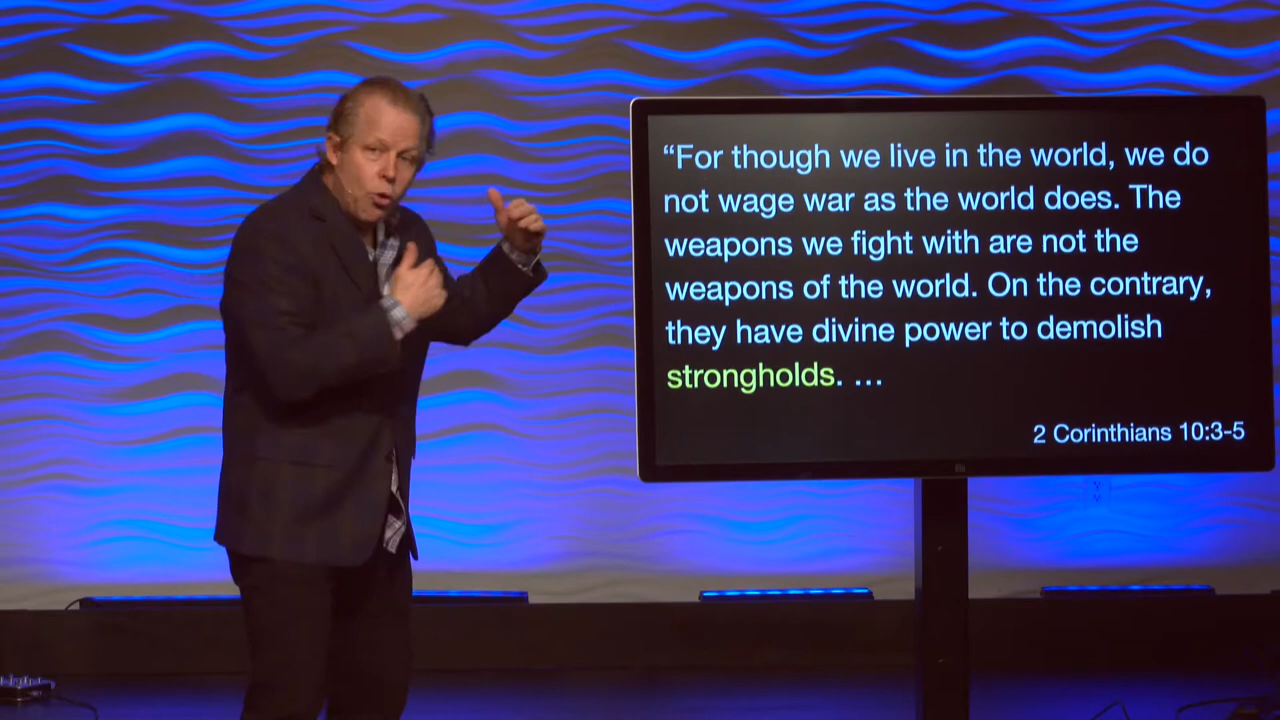 “For though we live in the world, we do
not wage war as the world does. The
weapons we fight with are not the
weapons of the world. On the contrary,
they have divine power to demolish
strongholds. ...
2 Corinthians 10:3-5